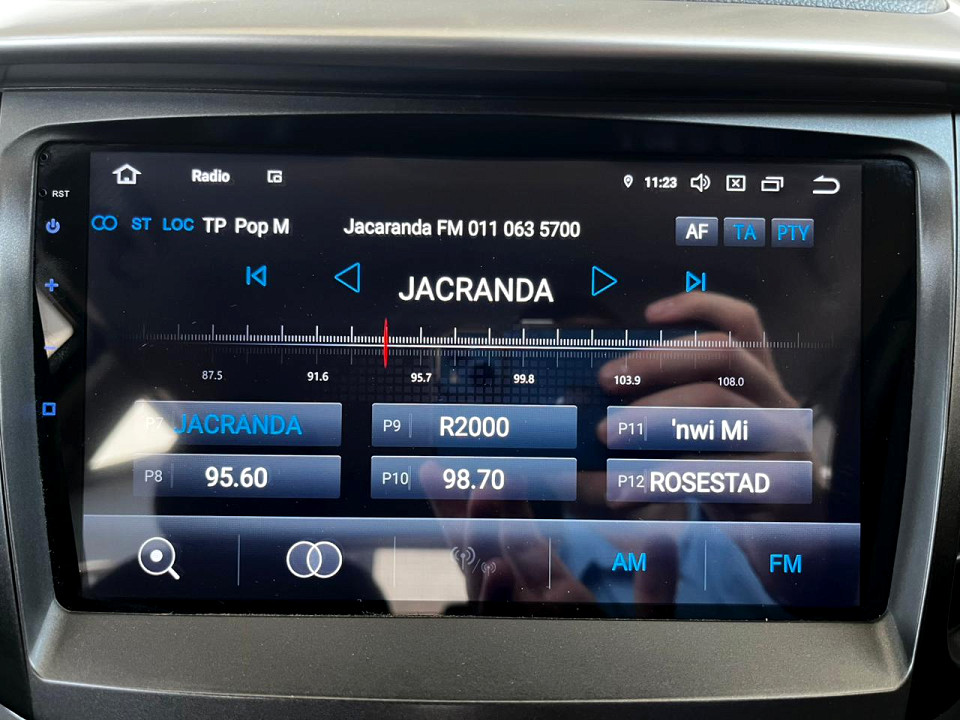 RST
Radio
11:23
ST LOC TP Pop M
Jacaranda FM 011 063 5700
AF TA PTY
JACRANDA
87.5 91.6 95.7 99.8 103.9 108.0
P7 JACRANDA
P9 R2000
P11 'nwi Mi
P8 95.60
P10 98.70
P12 ROSESTAD
AM FM